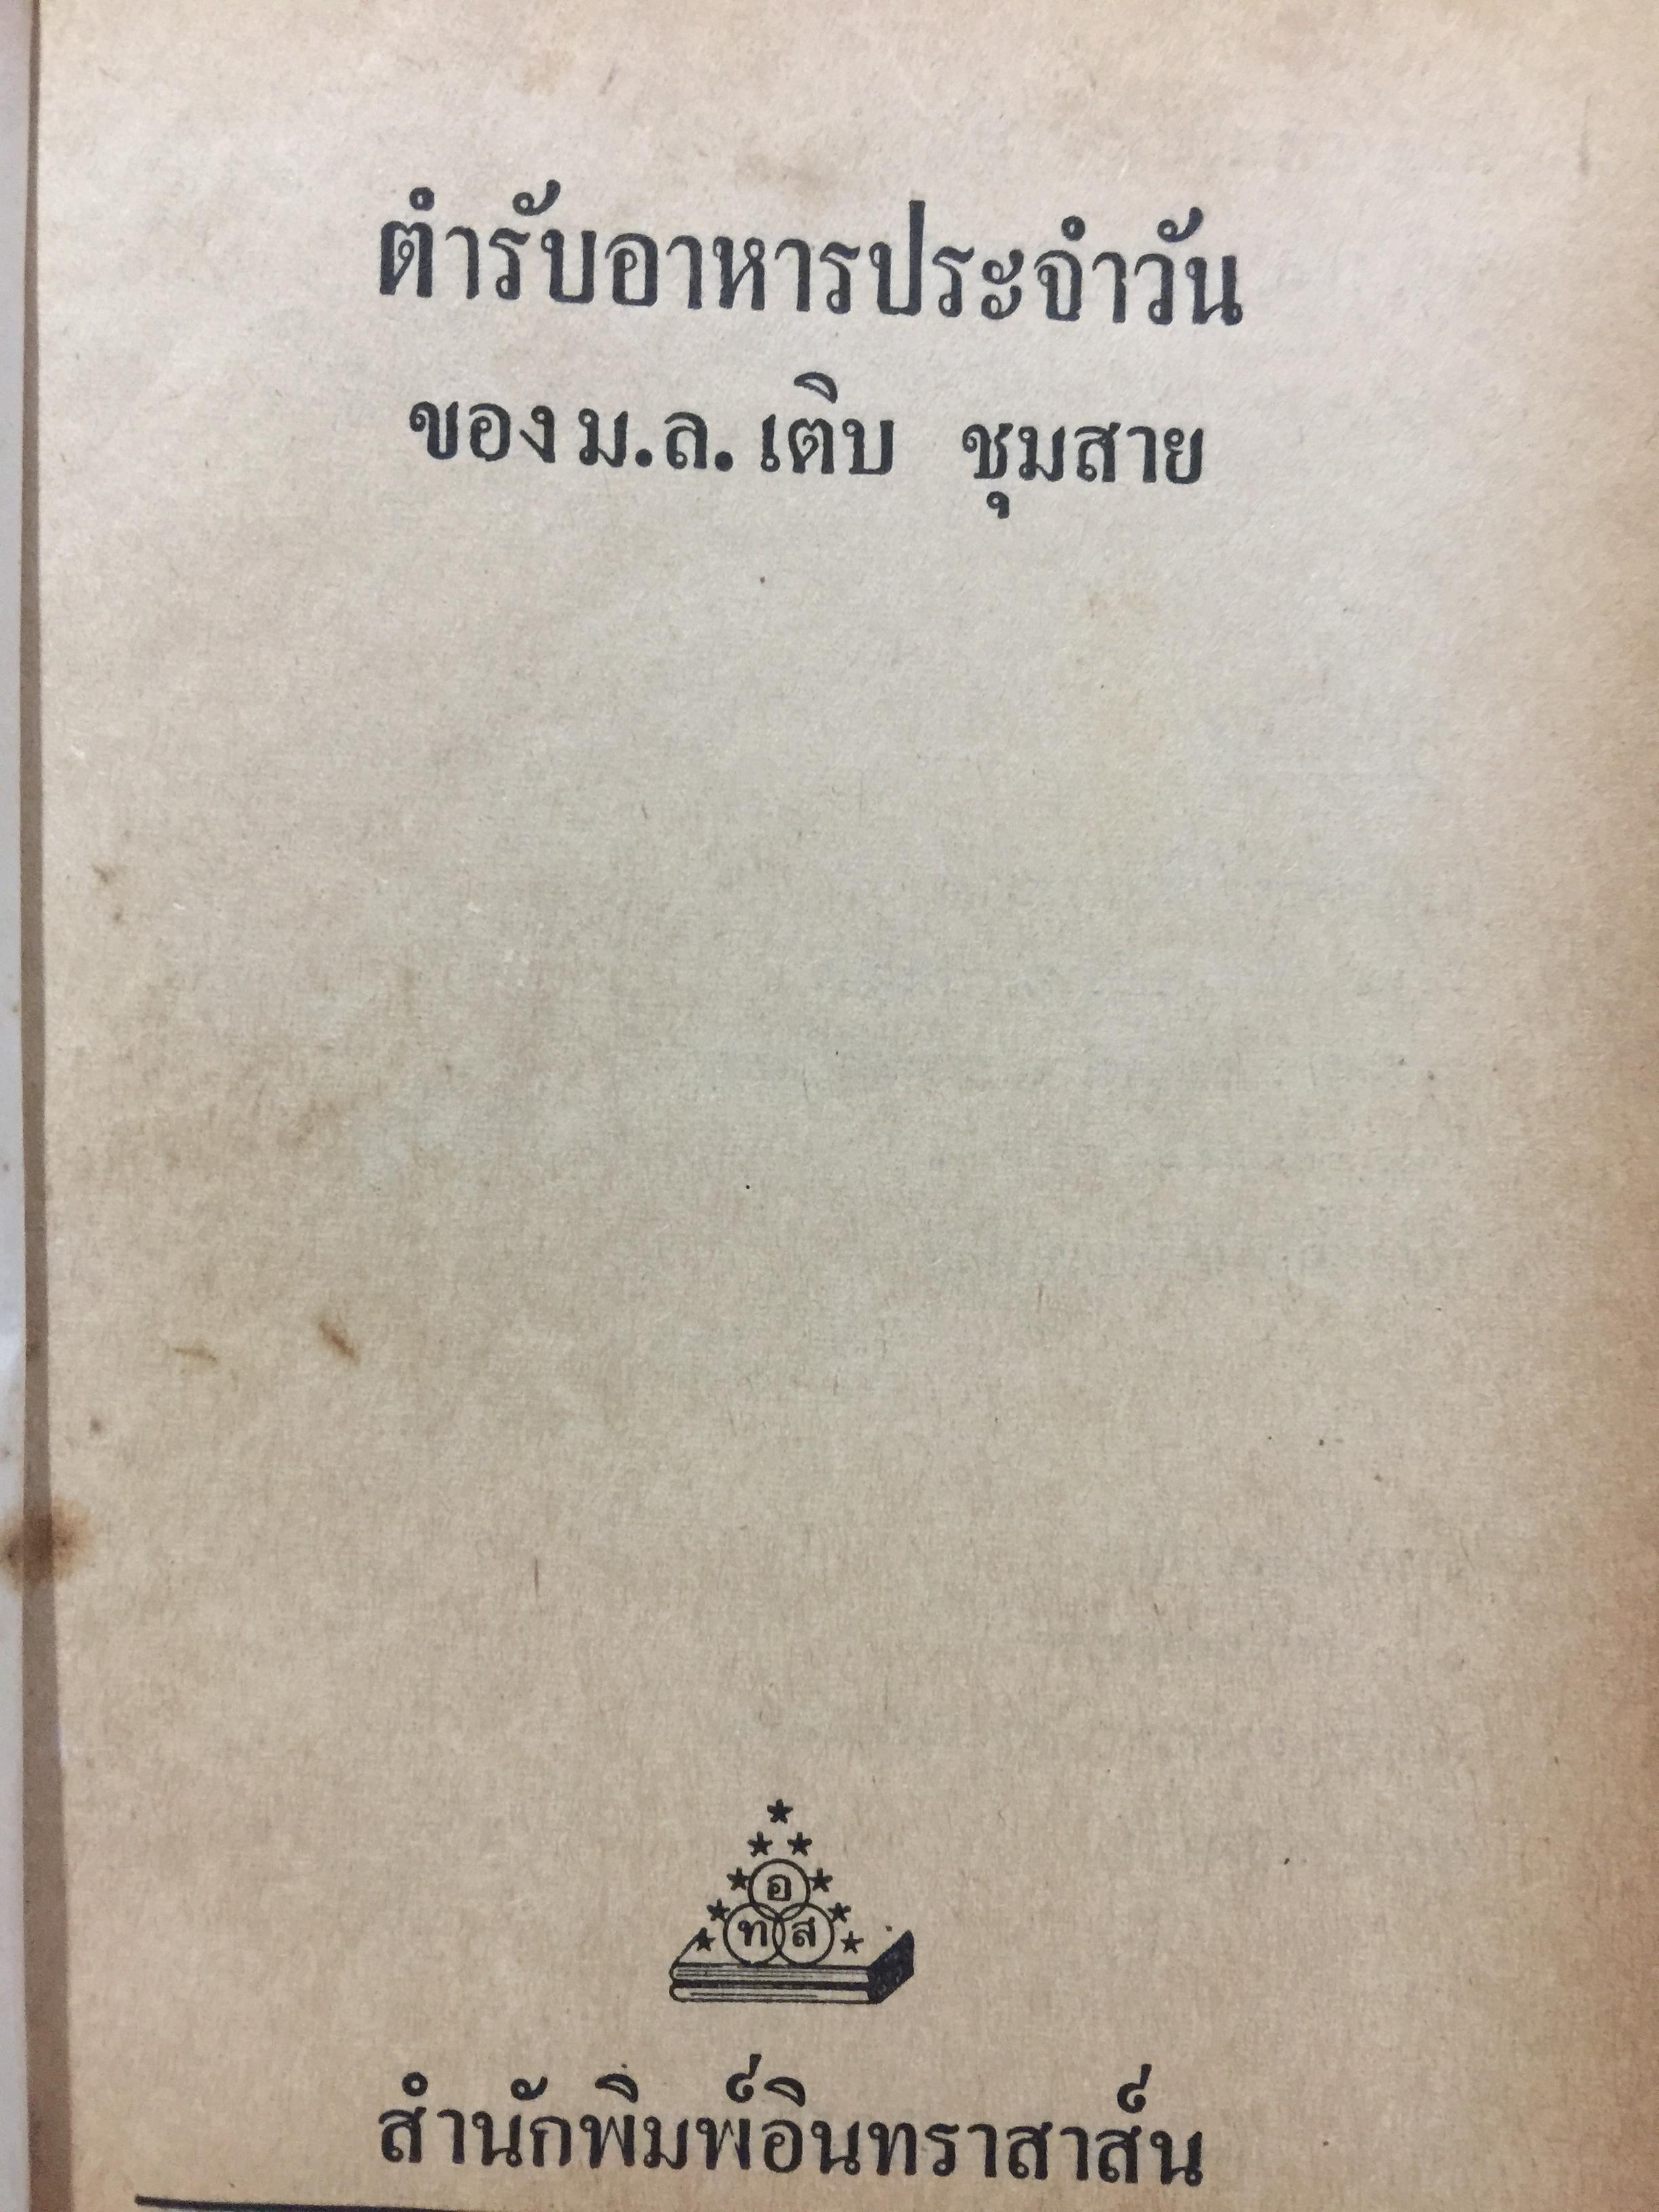 ตำรับอาหารประจำวัน
ของ ม.ล. เติบ ชุมสาย
อ
ท ส
สำนักพิมพ์อินทราสาส์น